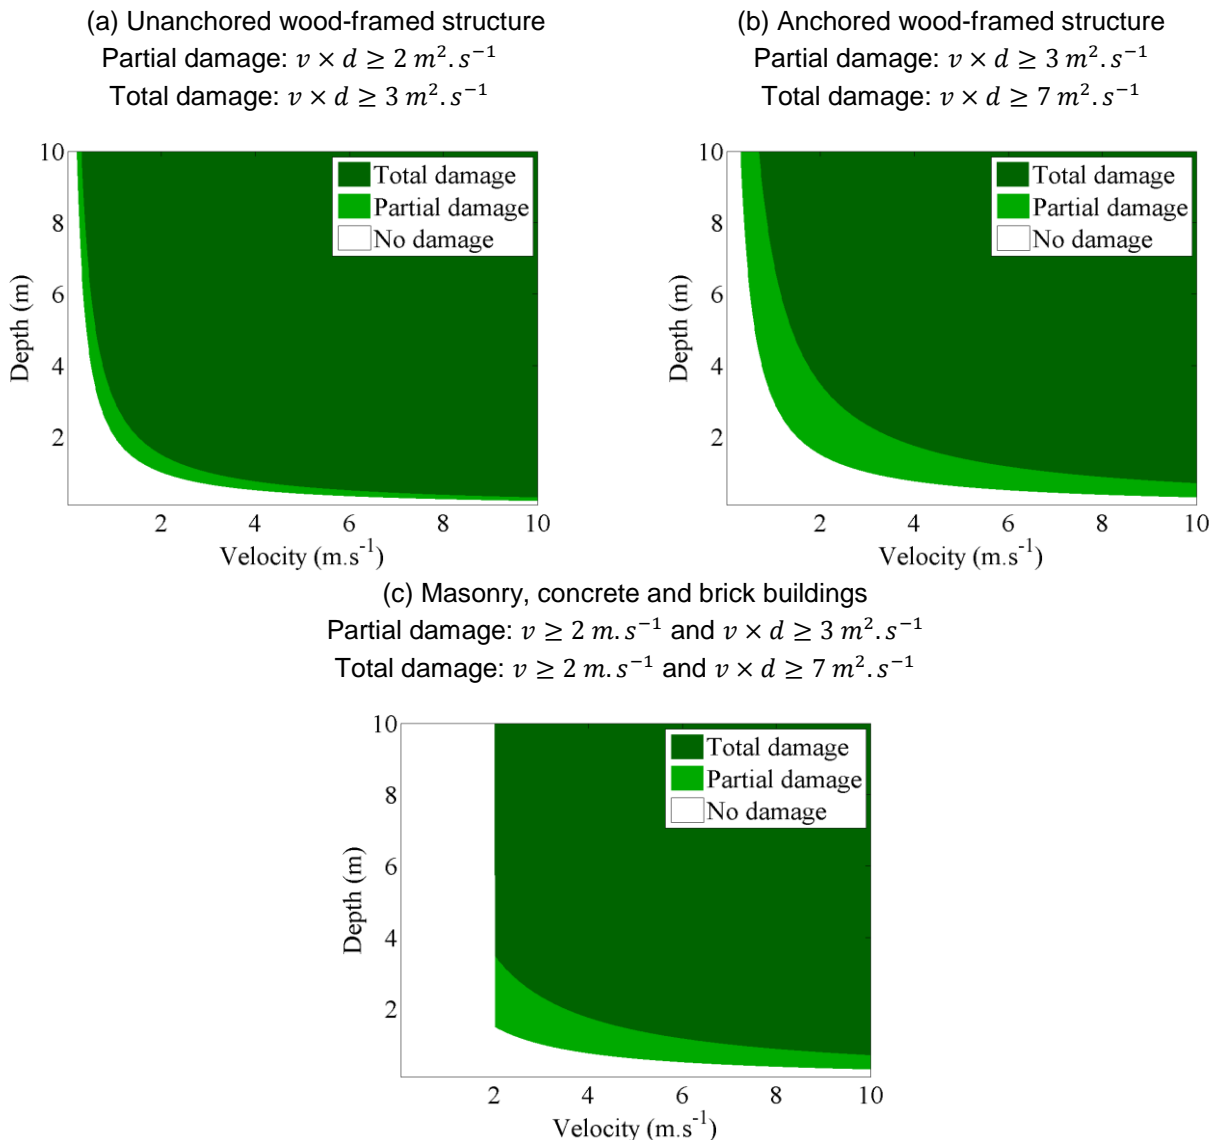 (a) Unanchored wood-framed structure
Partial damage: v × d ≥ 2 m².s⁻¹
Total damage: v × d ≥ 3 m².s⁻¹
10
8
6
4
2
Depth (m)
Total damage
Partial damage
No damage
2
4
6
8
10
Velocity (m.s⁻¹)
(b) Anchored wood-framed structure
Partial damage: v × d ≥ 3 m².s⁻¹
Total damage: v × d ≥ 7 m².s⁻¹
10
8
6
4
2
Depth (m)
Total damage
Partial damage
No damage
2
4
6
8
10
Velocity (m.s⁻¹)
(c) Masonry, concrete and brick buildings
Partial damage: v ≥ 2 m.s⁻¹ and v × d ≥ 3 m².s⁻¹
Total damage: v ≥ 2 m.s⁻¹ and v × d ≥ 7 m².s⁻¹
10
8
6
4
2
Depth (m)
Total damage
Partial damage
No damage
2
4
6
8
10
Velocity (m.s⁻¹)